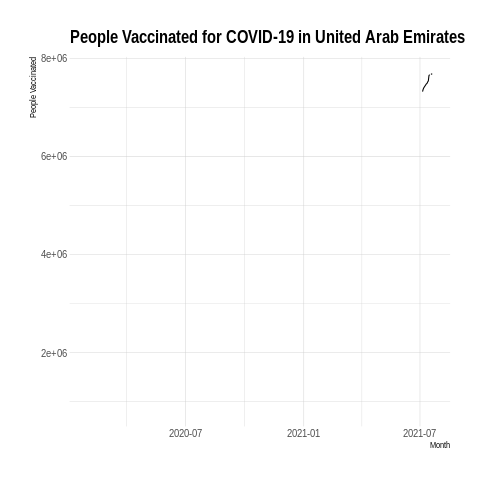 People Vaccinated for COVID-19 in United Arab Emirates
People Vaccinated
8e+06
6e+06
4e+06
2e+06
2020-07
2021-01
2021-07
Month